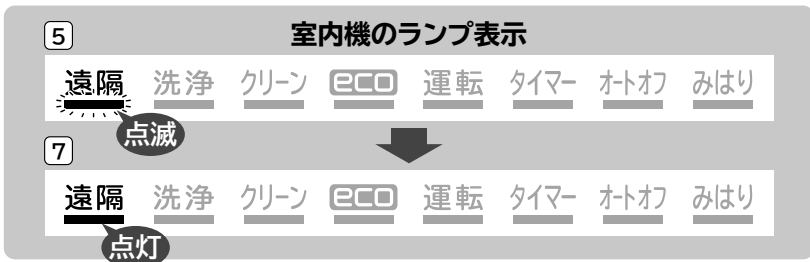 5 室内機のランプ表示
遠隔 洗浄 クリーン eco 運転 タイマー オートオフ みはり
点滅
7
遠隔 洗浄 クリーン eco 運転 タイマー オートオフ みはり
点灯